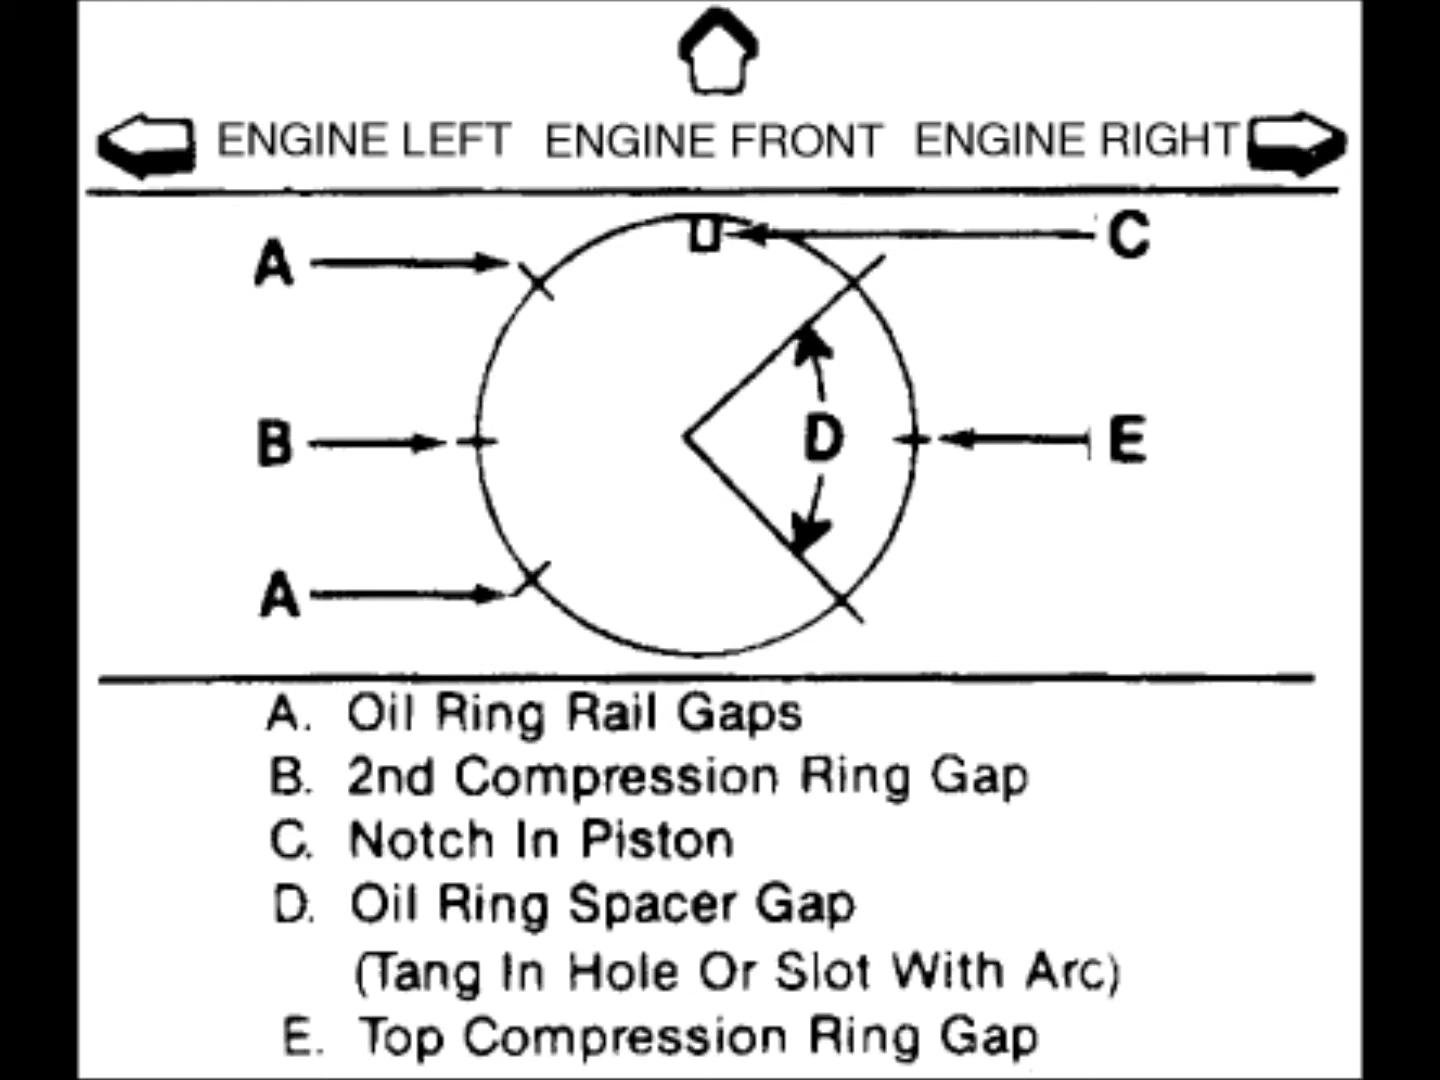 ENGINE LEFT ENGINE FRONT ENGINE RIGHT
C
A
B
D
E
A
A. Oil Ring Rail Gaps
B. 2nd Compression Ring Gap
C. Notch In Piston
D. Oil Ring Spacer Gap
(Tang In Hole Or Slot With Arc)
E. Top Compression Ring Gap